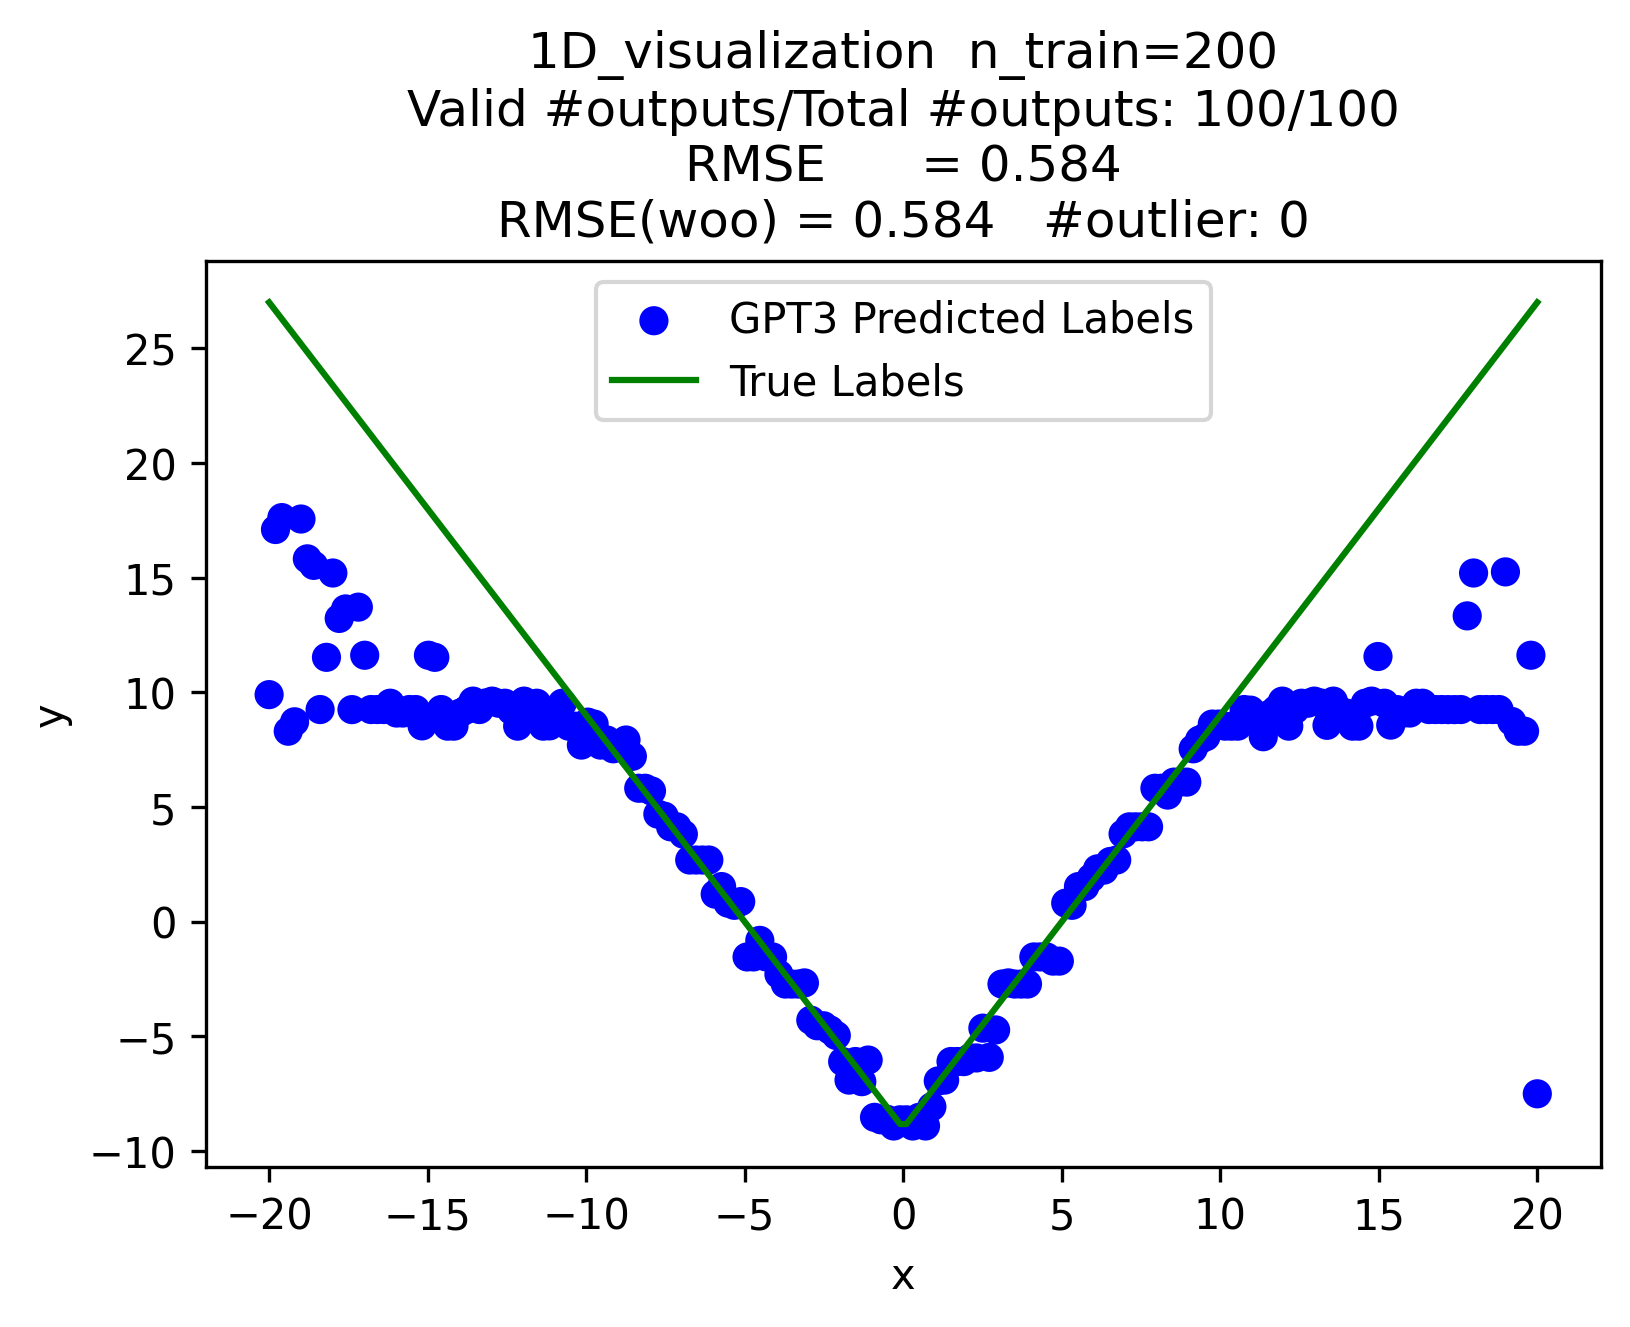 1D_visualization  n_train=200
Valid #outputs/Total #outputs: 100/100
RMSE      = 0.584
RMSE(woo) = 0.584   #outlier: 0
GPT3 Predicted Labels
True Labels
25
20
15
10
5
0
−5
−10
y
−20 −15 −10 −5 0 5 10 15 20
x